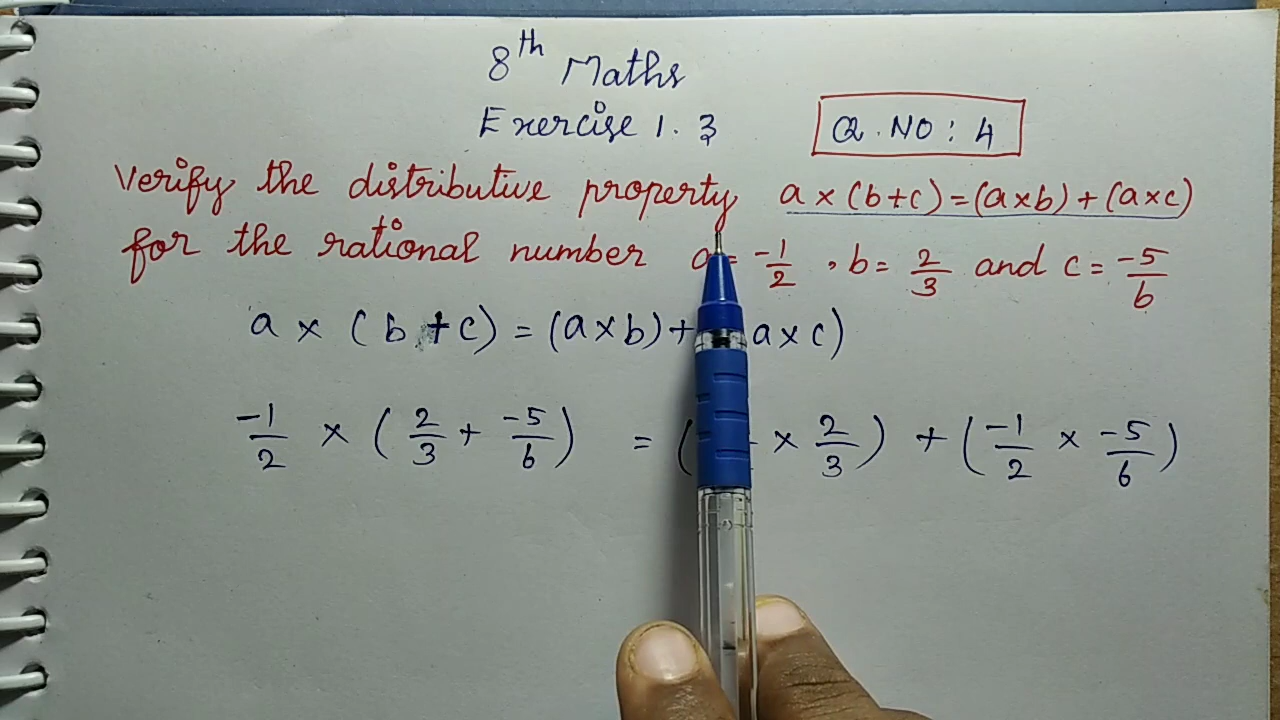 8th Maths
Exercise 1.3
Q.NO: 4
Verify the distributive property a × (b+c) = (a×b) + (a×c)
for the rational number a = -1/2 , b = 2/3 and c = -5/6
a × (b + c) = (a×b) + a×c)
-1/2 × (2/3 + -5/6) = ( × 2/3) + (-1/2 × -5/6)